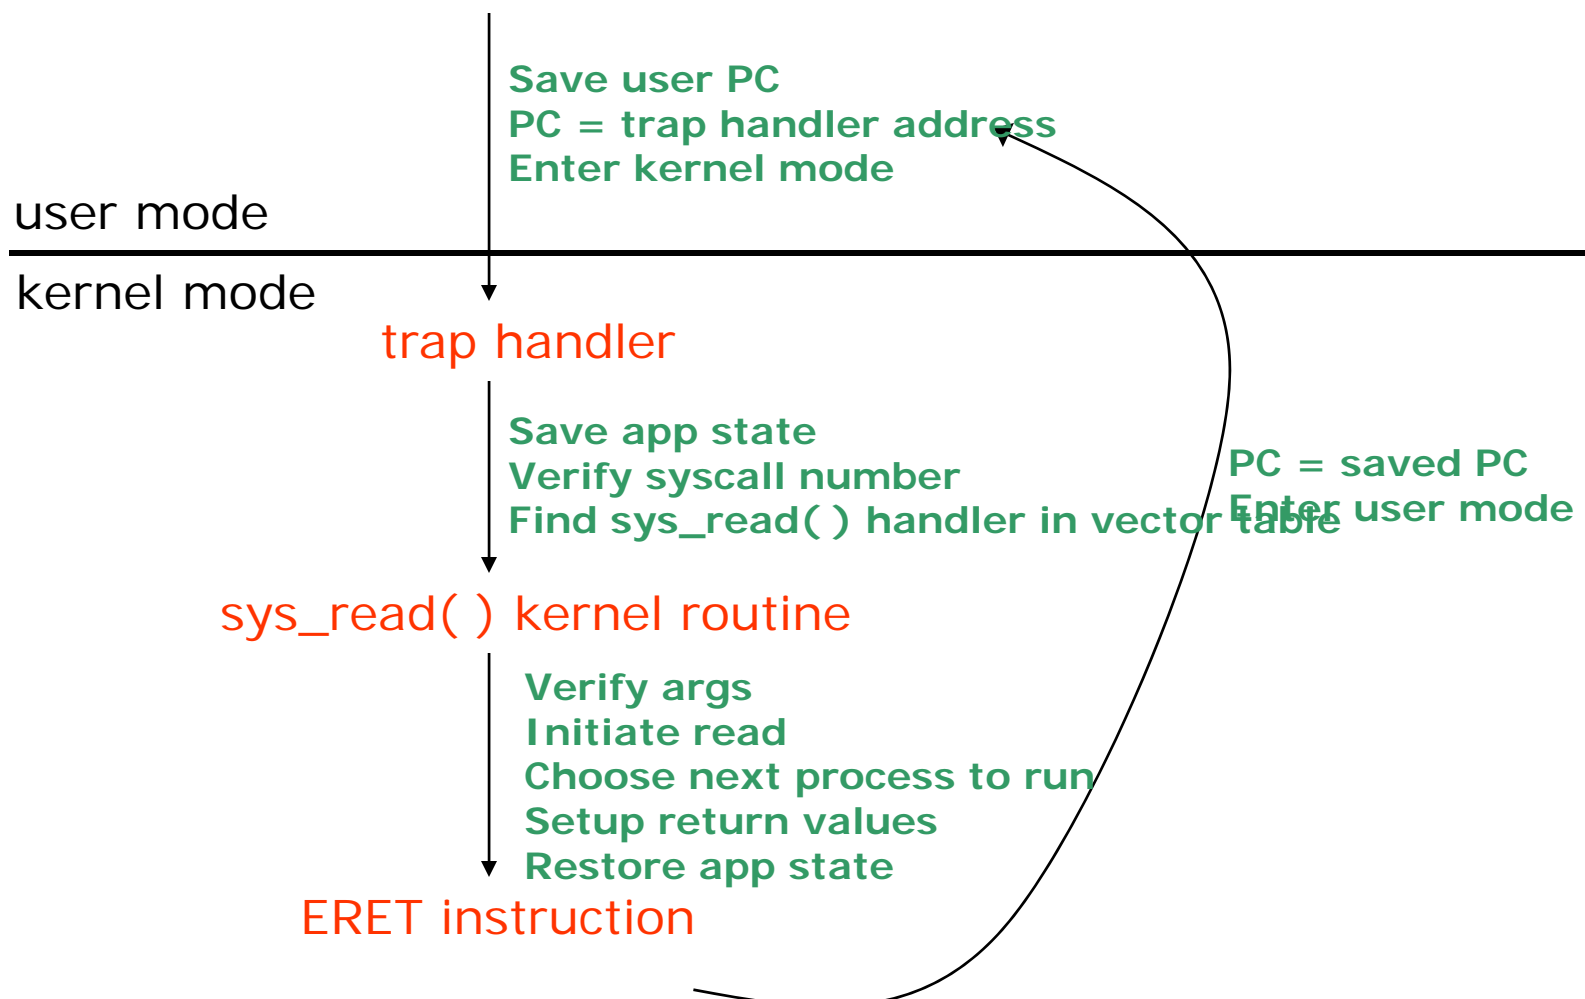 Save user PC
PC = trap handler address
Enter kernel mode
user mode
kernel mode
trap handler
Save app state
Verify syscall number
Find sys_read() handler in vector table
PC = saved PC
Enter user mode
sys_read() kernel routine
Verify args
Initiate read
Choose next process to run
Setup return values
Restore app state
ERET instruction